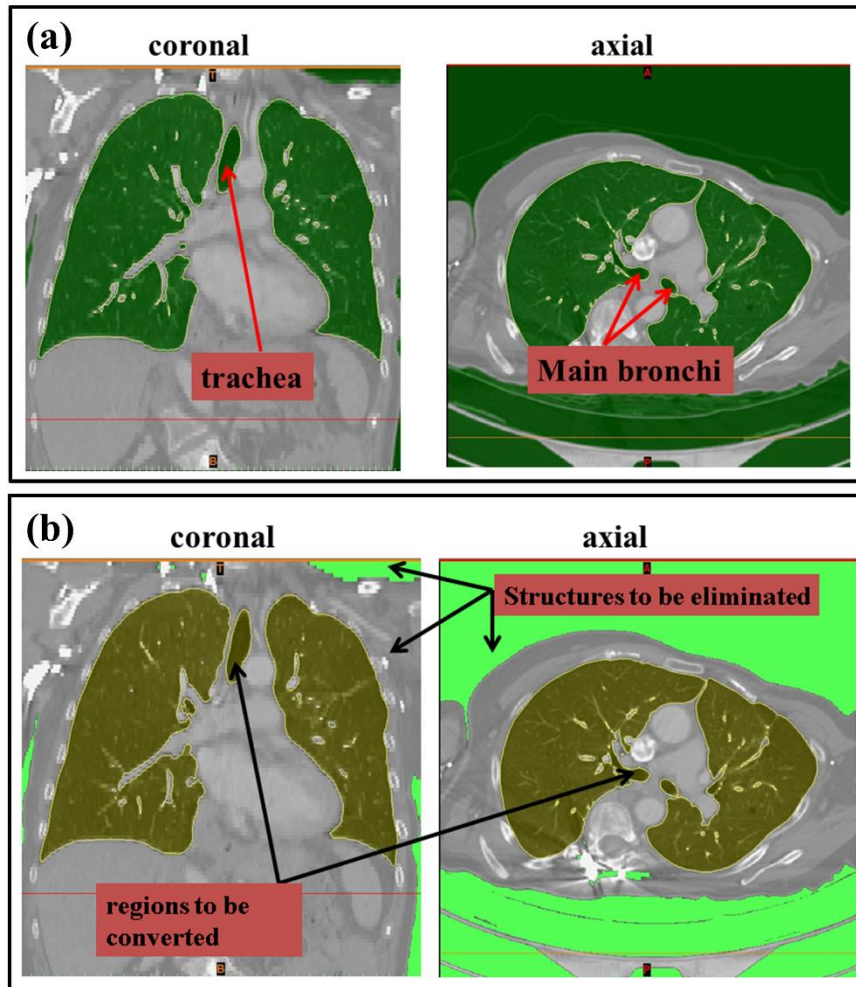 (a)
coronal
axial
T
A
trachea
Main bronchi
B
P
(b)
coronal
axial
T
A
Structures to be eliminated
regions to be
converted
B
P